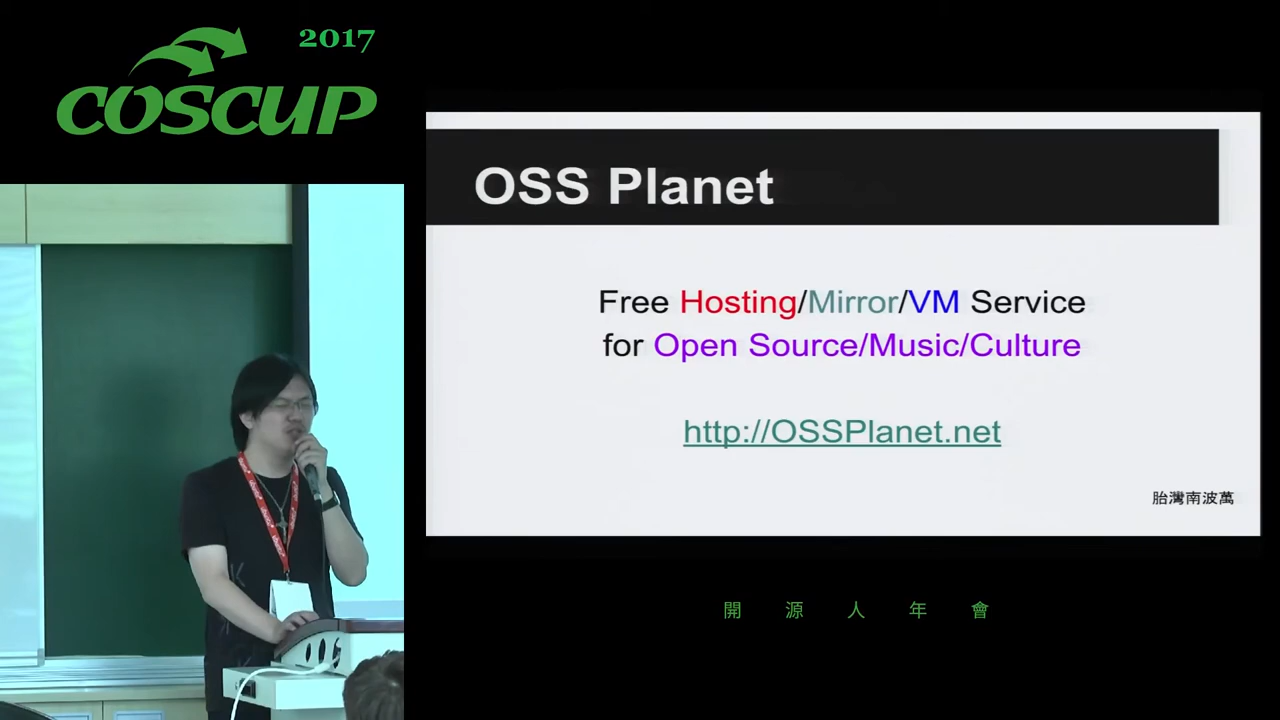 2017
COSCUP
OSS Planet
Free Hosting/Mirror/VM Service
for Open Source/Music/Culture
http://OSSPlanet.net
胎灣南波萬
開源人年會